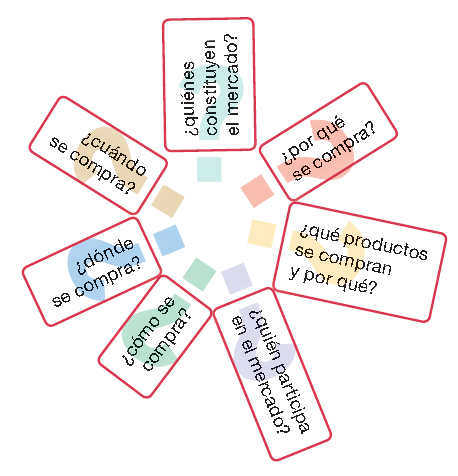 ¿quiénes
constituyen
el mercado?
¿por qué
se compra?
¿qué productos
se compran
y por qué?
¿quién participa
en el mercado?
¿cómo se
compra?
¿dónde
se compra?
¿cuándo
se compra?